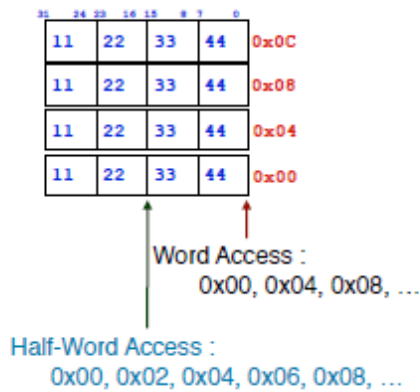 31 24 23 16 15 8 7 0
11 22 33 44 0x0C
11 22 33 44 0x08
11 22 33 44 0x04
11 22 33 44 0x00
Word Access :
0x00, 0x04, 0x08, ...
Half-Word Access :
0x00, 0x02, 0x04, 0x06, 0x08, ...